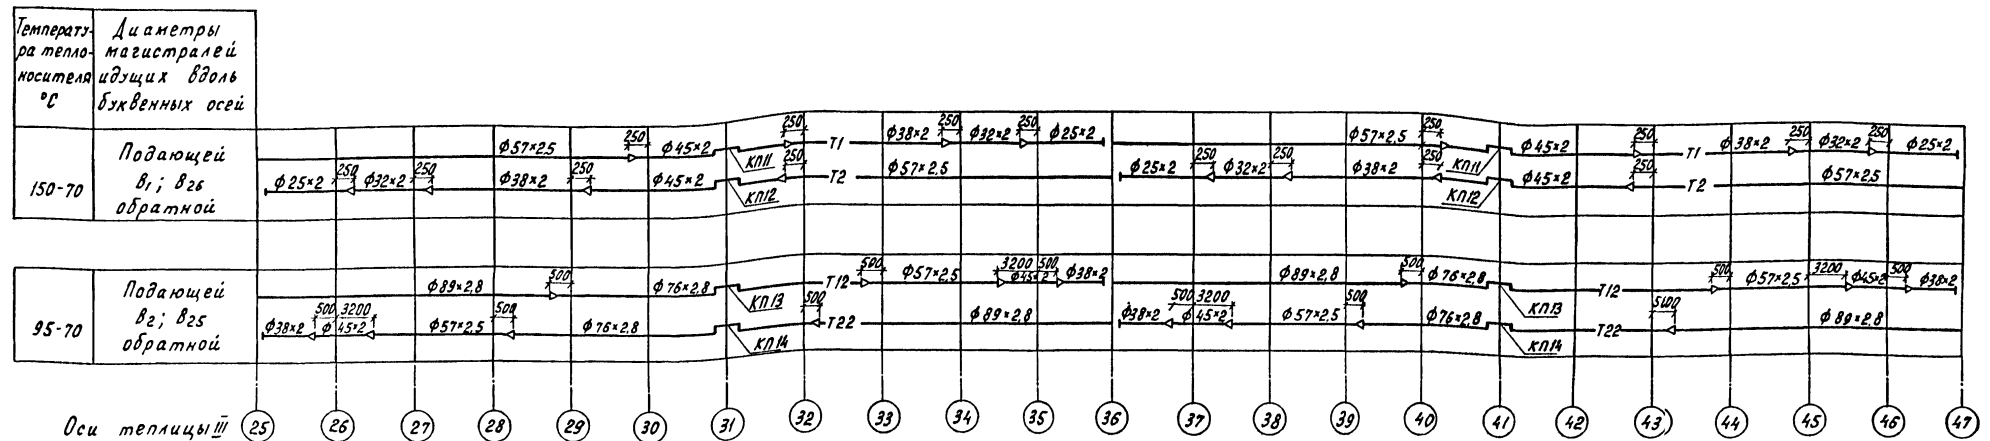 Температу-
ра тепло-
носителя
°С
Диаметры
магистралей
идущих вдоль
буквенных осей
150-70
Подающей
В1; В26
обратной
ф57×2,5 250 ф45×2 КП11 250 Т1 ф38×2 250 ф32×2 250 ф25×2 ф57×2,5 250 КП11 ф45×2 250 Т1 ф38×2 250 ф32×2 250 ф25×2
ф25×2 250 ф32×2 250 ф38×2 250 ф45×2 КП12 250 Т2 ф57×2,5 ф25×2 250 ф32×2 250 ф38×2 250 КП12 ф45×2 250 Т2 ф57×2,5
95-70
Подающей
В2; В25
обратной
ф89×2,8 500 ф76×2,8 КП13 Т12 500 ф57×2,5 3200 ф45×2 500 ф38×2 ф89×2,8 500 ф76×2,8 КП13 Т12 500 ф57×2,5 3200 ф45×2 500 ф38×2
ф38×2 500 3200 ф45×2 ф57×2,5 500 ф76×2,8 КП14 500 Т22 ф89×2,8 ф38×2 500 3200 ф45×2 ф57×2,5 500 ф76×2,8 КП14 Т22 ф89×2,8
Оси теплицы III 25 26 27 28 29 30 31 32 33 34 35 36 37 38 39 40 41 42 43 44 45 46 47